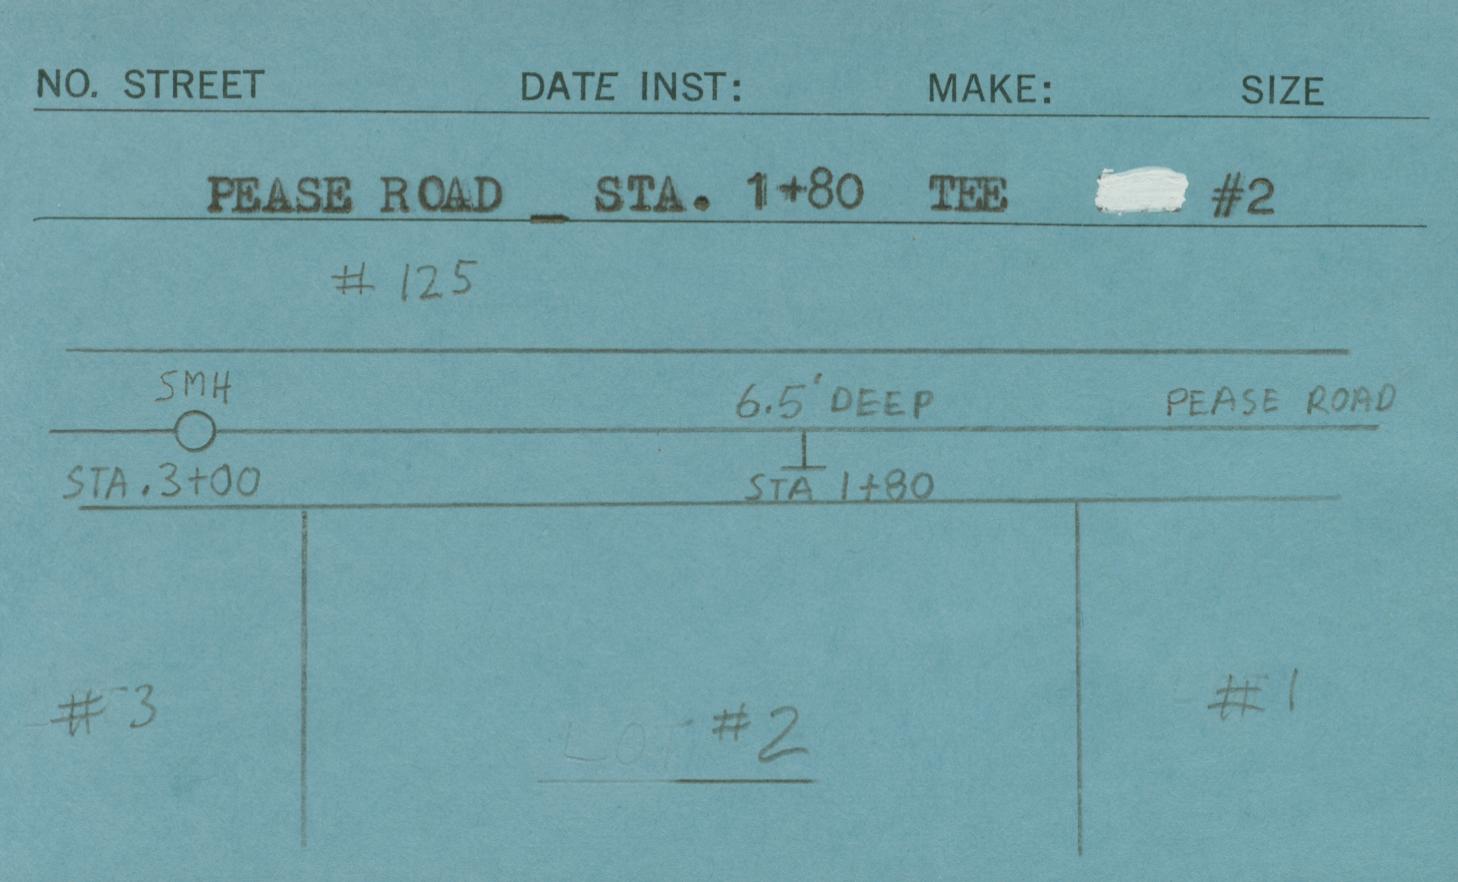 NO. STREET DATE INST: MAKE: SIZE
PEASE ROAD _ STA. 1+80 TEE #2
# 125
SMH 6.5' DEEP PEASE ROAD
STA. 3+00 STA 1+80
#3 LOT #2 #1